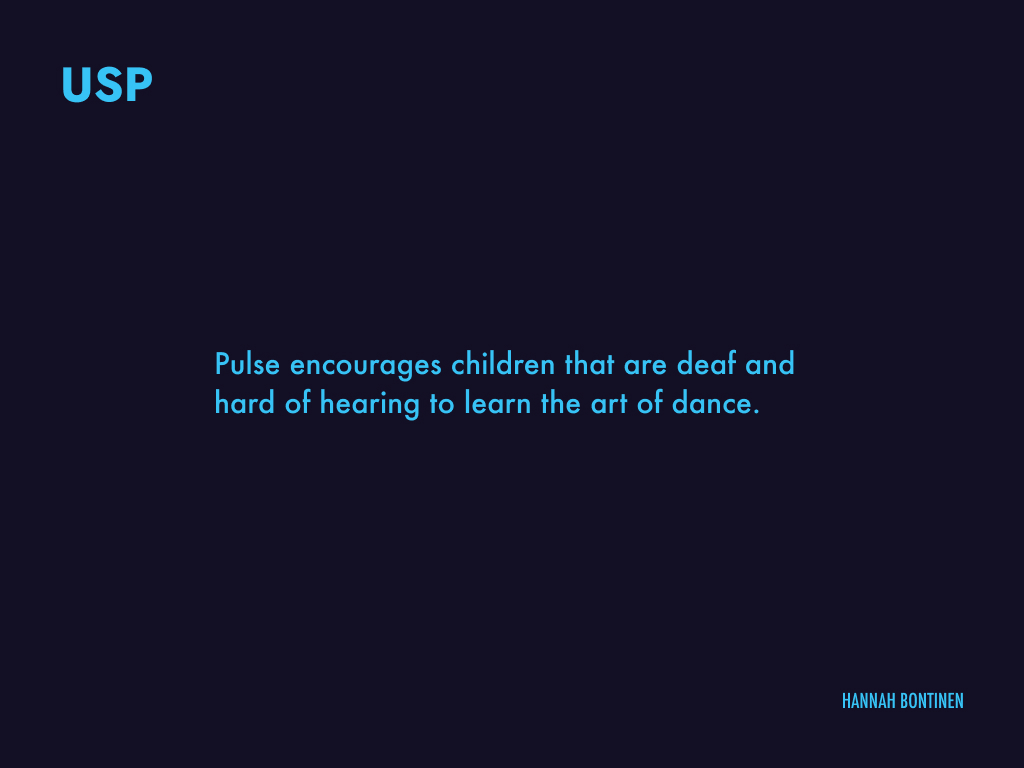 USP
Pulse encourages children that are deaf and
hard of hearing to learn the art of dance.
HANNAH BONTINEN